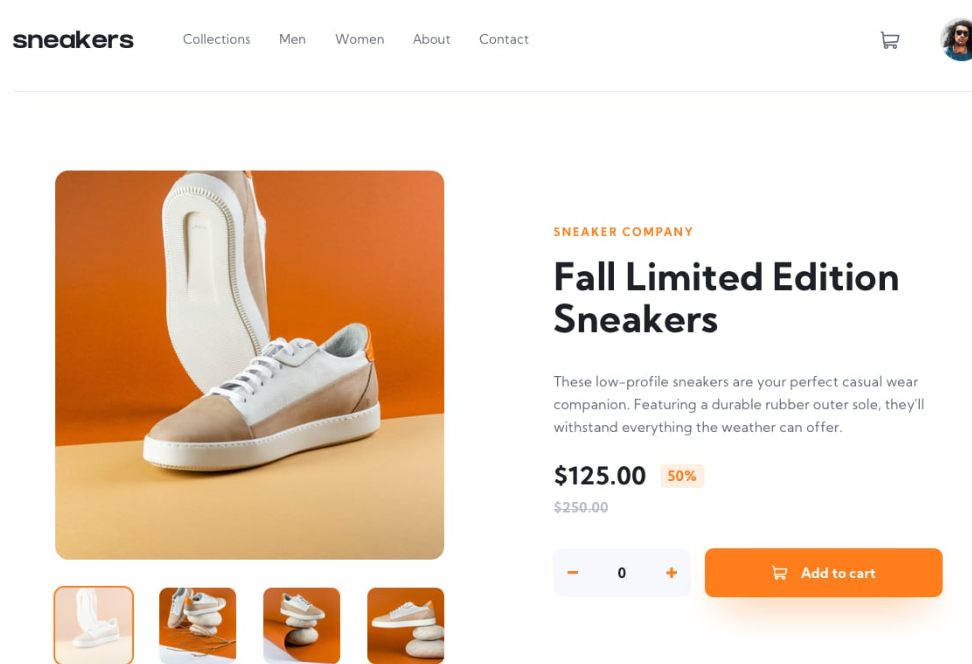 sneakers
Collections Men Women About Contact
SNEAKER COMPANY
Fall Limited Edition
Sneakers
These low-profile sneakers are your perfect casual wear
companion. Featuring a durable rubber outer sole, they'll
withstand everything the weather can offer.
$125.00 50%
$250.00
0
Add to cart